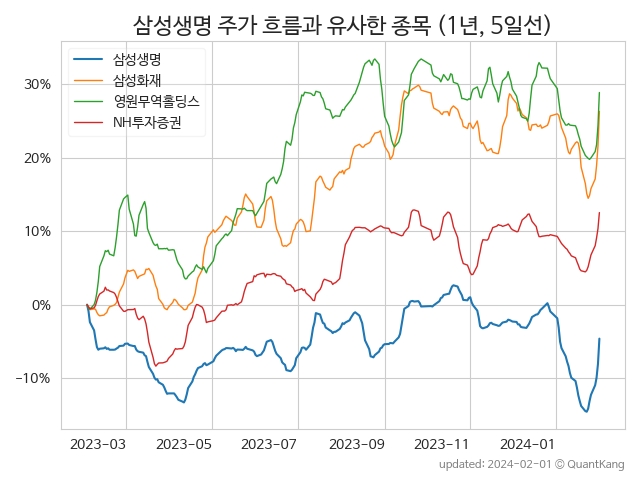 삼성생명 주가 흐름과 유사한 종목 (1년, 5일선)
삼성생명
삼성화재
영원무역홀딩스
NH투자증권
30%
20%
10%
0%
−10%
2023-03 2023-05 2023-07 2023-09 2023-11 2024-01
updated: 2024-02-01 © QuantKang